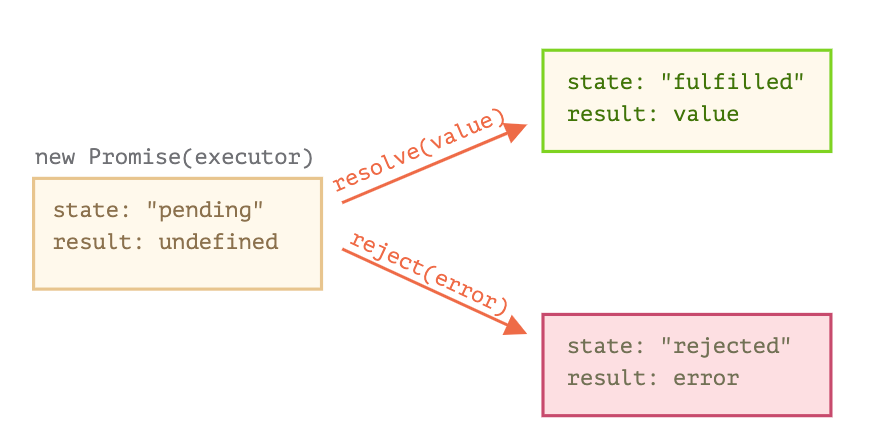 new Promise(executor)
state: "pending"
result: undefined
resolve(value)
reject(error)
state: "fulfilled"
result: value
state: "rejected"
result: error